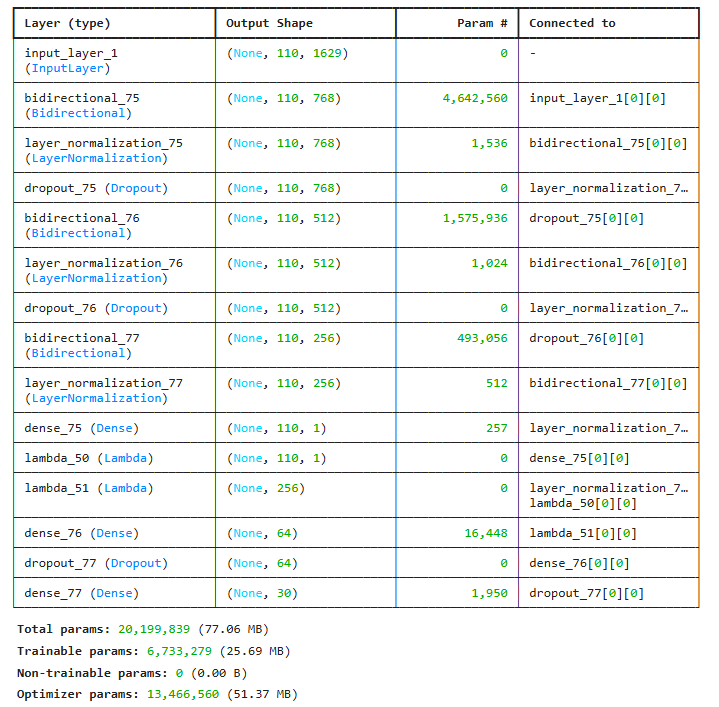 Layer (type) Output Shape Param # Connected to
input_layer_1 (None, 110, 1629) 0 -
(InputLayer)
bidirectional_75 (None, 110, 768) 4,642,560 input_layer_1[0][0]
(Bidirectional)
layer_normalization_75 (None, 110, 768) 1,536 bidirectional_75[0][0]
(LayerNormalization)
dropout_75 (Dropout) (None, 110, 768) 0 layer_normalization_7…
bidirectional_76 (None, 110, 512) 1,575,936 dropout_75[0][0]
(Bidirectional)
layer_normalization_76 (None, 110, 512) 1,024 bidirectional_76[0][0]
(LayerNormalization)
dropout_76 (Dropout) (None, 110, 512) 0 layer_normalization_7…
bidirectional_77 (None, 110, 256) 493,056 dropout_76[0][0]
(Bidirectional)
layer_normalization_77 (None, 110, 256) 512 bidirectional_77[0][0]
(LayerNormalization)
dense_75 (Dense) (None, 110, 1) 257 layer_normalization_7…
lambda_50 (Lambda) (None, 110, 1) 0 dense_75[0][0]
lambda_51 (Lambda) (None, 256) 0 layer_normalization_7…
lambda_50[0][0]
dense_76 (Dense) (None, 64) 16,448 lambda_51[0][0]
dropout_77 (Dropout) (None, 64) 0 dense_76[0][0]
dense_77 (Dense) (None, 30) 1,950 dropout_77[0][0]
Total params: 20,199,839 (77.06 MB)
Trainable params: 6,733,279 (25.69 MB)
Non-trainable params: 0 (0.00 B)
Optimizer params: 13,466,560 (51.37 MB)